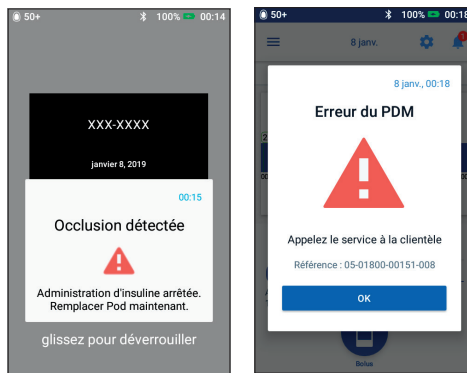 50+
100% 00:14
XXX-XXXX
janvier 8, 2019
00:15
Occlusion détectée
Administration d'insuline arrêtée.
Remplacer Pod maintenant.
glissez pour déverrouiller
50+
100% 00:18
8 janv.
1
8 janv., 00:18
Erreur du PDM
Appelez le service à la clientèle
Référence : 05-01800-00151-008
OK
Bolus